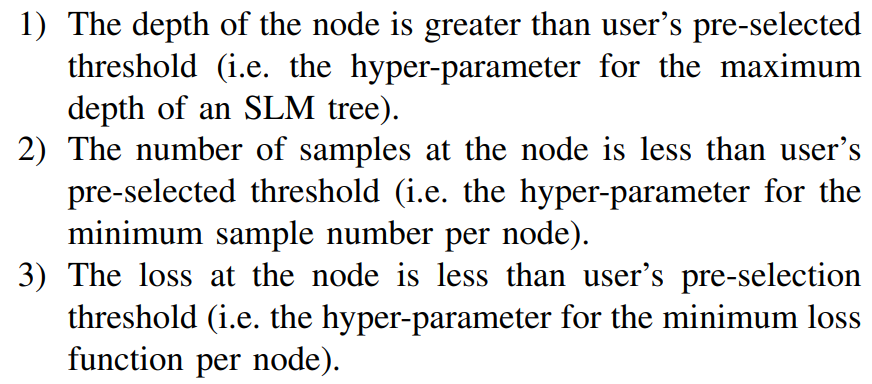 1) The depth of the node is greater than user's pre-selected
threshold (i.e. the hyper-parameter for the maximum
depth of an SLM tree).
2) The number of samples at the node is less than user's
pre-selected threshold (i.e. the hyper-parameter for the
minimum sample number per node).
3) The loss at the node is less than user's pre-selection
threshold (i.e. the hyper-parameter for the minimum loss
function per node).